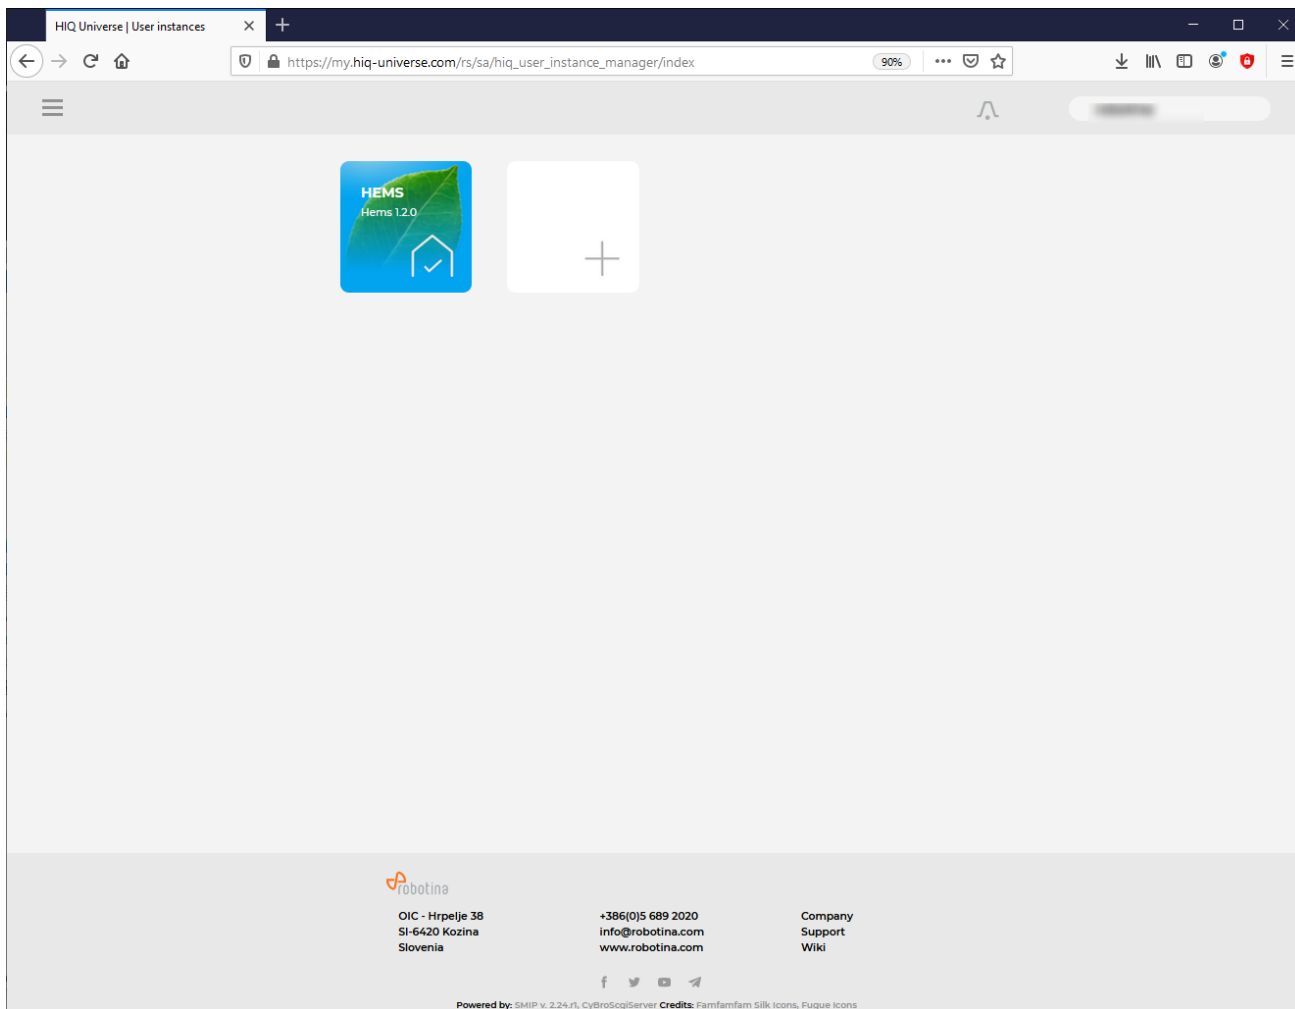 HIQ Universe | User instances
https://my.hiq-universe.com/rs/sa/hiq_user_instance_manager/index
90%
HEMS
Hems 1.2.0
robotina
OIC - Hrpelje 38
SI-6420 Kozina
Slovenia
+386(0)5 689 2020
info@robotina.com
www.robotina.com
Company
Support
Wiki
Powered by: SMIP v. 2.24.r1, CyBroScgiServer Credits: Famfamfam Silk Icons, Fugue Icons